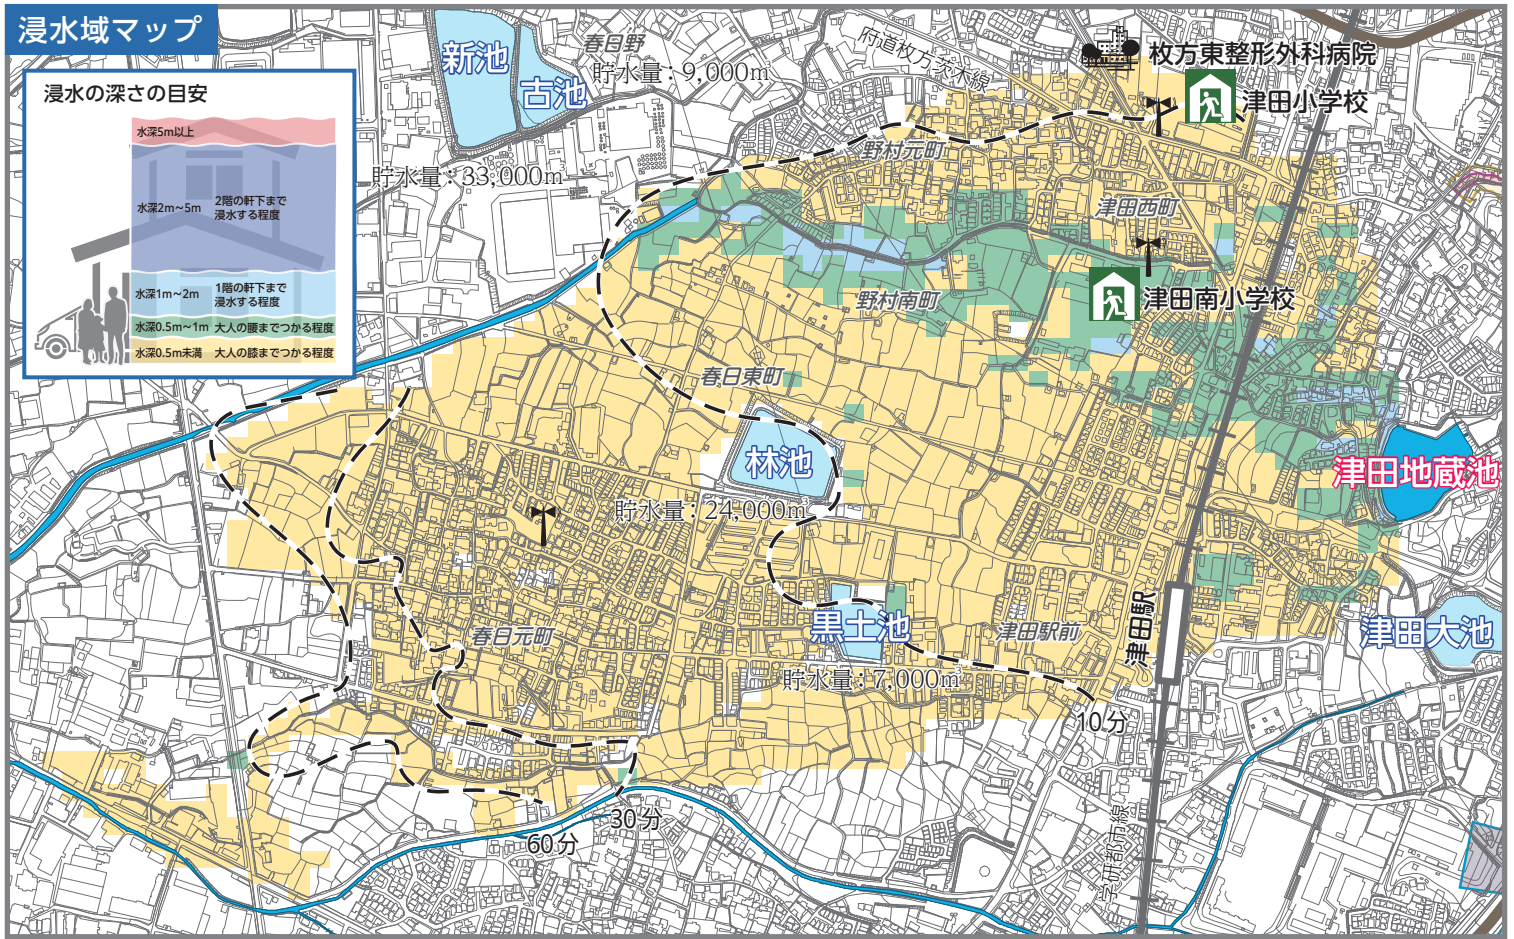 浸水域マップ
浸水の深さの目安
水深5m以上
水深2m～5m 2階の軒下まで
浸水する程度
水深1m～2m 1階の軒下まで
浸水する程度
水深0.5m～1m 大人の腰までつかる程度
水深0.5m未満 大人の膝までつかる程度
新池
古池
春日野
貯水量：9,000㎥
貯水量：33,000㎥
府道枚方茨木線
枚方東整形外科病院
津田小学校
野村元町
津田西町
津田南小学校
野村南町
春日東町
林池
貯水量：24,000㎥
津田地蔵池
黒土池
貯水量：7,000㎥
春日元町
津田駅前
津田駅
津田大池
10分
30分
60分
学研都市線